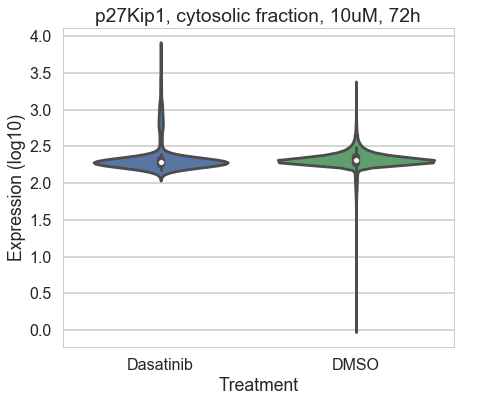 p27Kip1, cytosolic fraction, 10uM, 72h
4.0
3.5
3.0
2.5
2.0
1.5
1.0
0.5
0.0
Expression (log10)
Dasatinib DMSO
Treatment